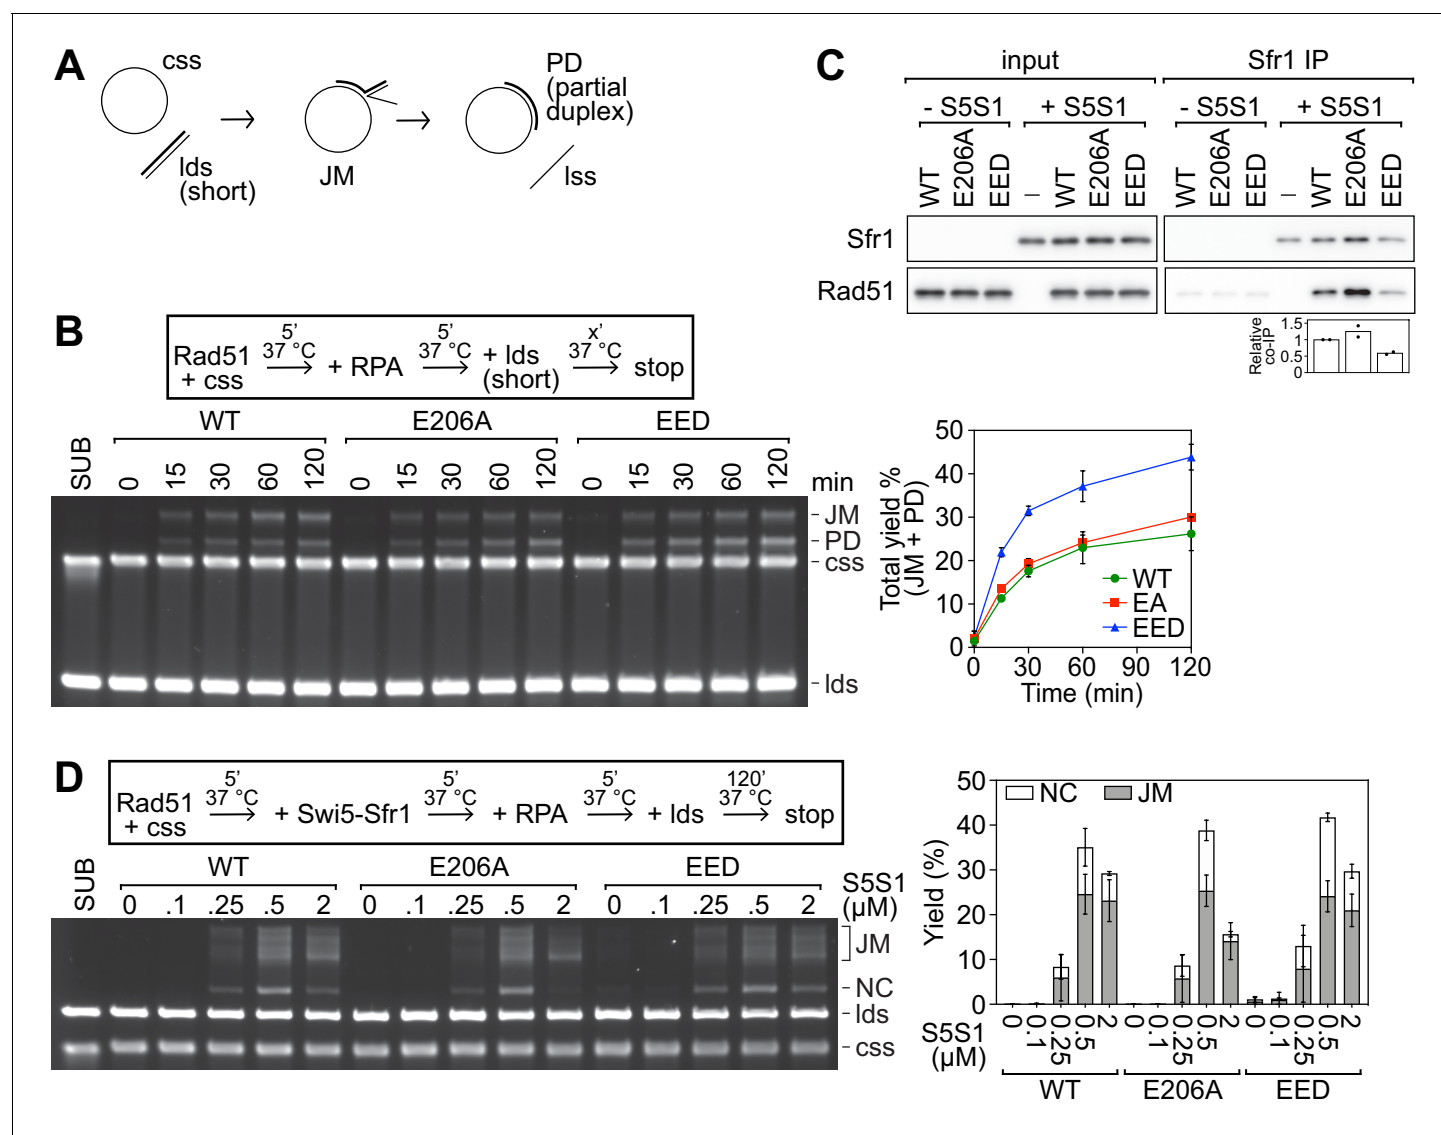 A
css
lds
(short)
JM
PD
(partial
duplex)
lss
B
Rad51
+ css
5'
37 °C
+ RPA
5'
37 °C
+ lds
(short)
x'
37 °C
stop
WT
E206A
EED
SUB
0
15
30
60
120
0
15
30
60
120
0
15
30
60
120
min
JM
PD
css
lds
Total yield %
(JM + PD)
50
40
30
20
10
0
0
30
60
90
120
Time (min)
WT
EA
EED
C
input
Sfr1 IP
- S5S1
+ S5S1
- S5S1
+ S5S1
WT
E206A
EED
–
WT
E206A
EED
WT
E206A
EED
–
WT
E206A
EED
Sfr1
Rad51
Relative
co-IP
1.5
1
0.5
0
D
Rad51
+ css
5'
37 °C
+ Swi5-Sfr1
5'
37 °C
+ RPA
5'
37 °C
+ lds
120'
37 °C
stop
WT
E206A
EED
S5S1
(µM)
SUB
0
.1
.25
.5
2
0
.1
.25
.5
2
0
.1
.25
.5
2
JM
NC
lds
css
Yield (%)
50
40
30
20
10
0
NC
JM
S5S1
(µM)
0
0.1
0.25
0.5
2
0
0.1
0.25
0.5
2
0
0.1
0.25
0.5
2
WT
E206A
EED